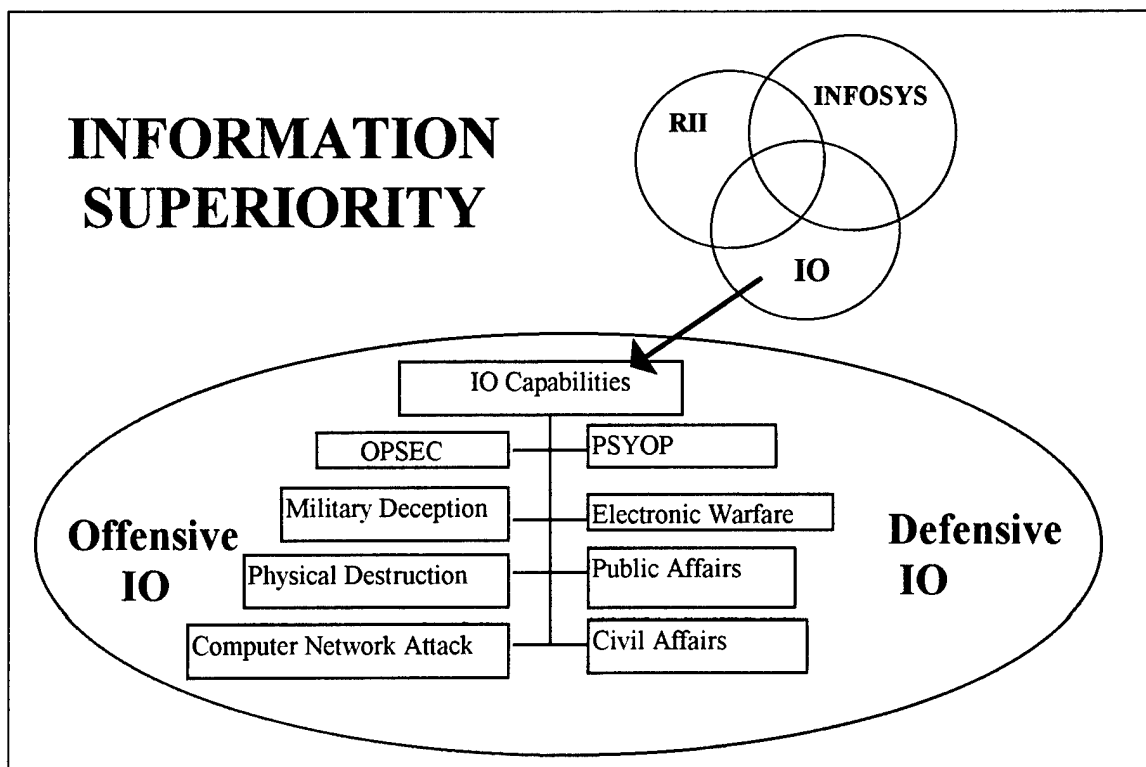 INFORMATION
SUPERIORITY
RII
INFOSYS
IO
IO Capabilities
OPSEC
PSYOP
Military Deception
Electronic Warfare
Physical Destruction
Public Affairs
Computer Network Attack
Civil Affairs
Offensive
IO
Defensive
IO